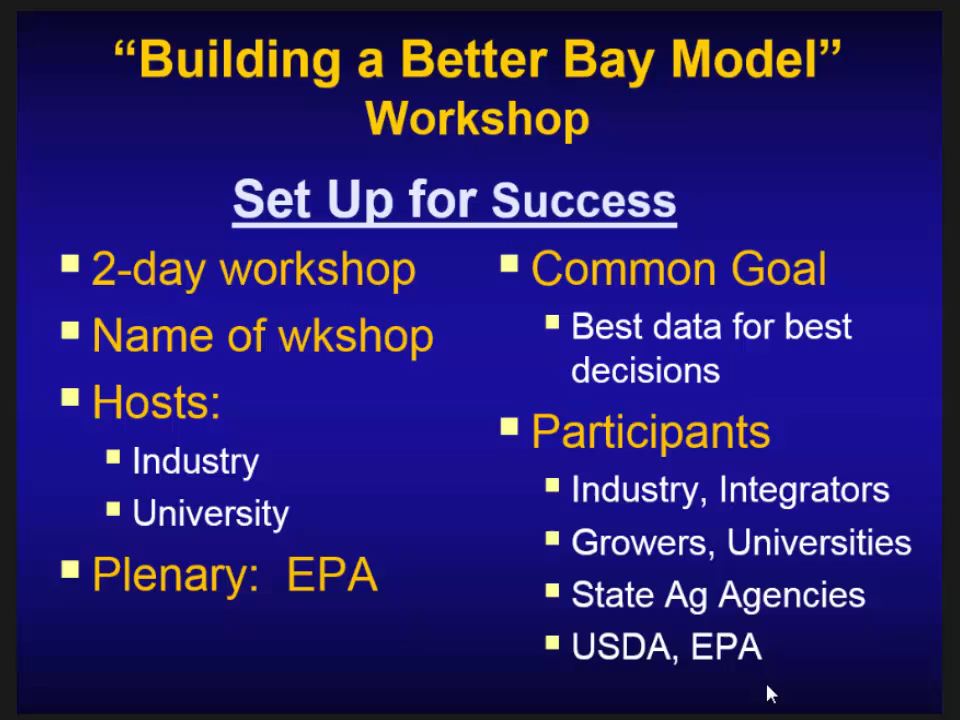 “Building a Better Bay Model”
Workshop
Set Up for Success
2-day workshop
Name of wkshop
Hosts:
Industry
University
Plenary: EPA
Common Goal
Best data for best
decisions
Participants
Industry, Integrators
Growers, Universities
State Ag Agencies
USDA, EPA